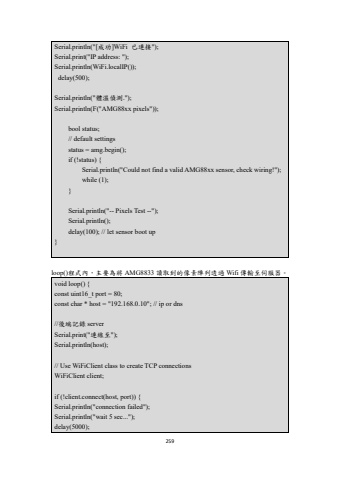 Serial.println("[成功]WiFi 已連接");
Serial.print("IP address: ");
Serial.println(WiFi.localIP());
delay(500);
Serial.println("體溫偵測.");
Serial.println(F("AMG88xx pixels"));
bool status;
// default settings
status = amg.begin();
if (!status) {
Serial.println("Could not find a valid AMG88xx sensor, check wiring!");
while (1);
}
Serial.println("-- Pixels Test --");
Serial.println();
delay(100); // let sensor boot up
}
loop()程式內，主要為將 AMG8833 讀取到的像素陣列透過 Wifi 傳輸至伺服器。
void loop() {
const uint16_t port = 80;
const char * host = "192.168.0.10"; // ip or dns
//後端記錄 server
Serial.print("連線至");
Serial.println(host);
// Use WiFiClient class to create TCP connections
WiFiClient client;
if (!client.connect(host, port)) {
Serial.println("connection failed");
Serial.println("wait 5 sec...");
delay(5000);
259